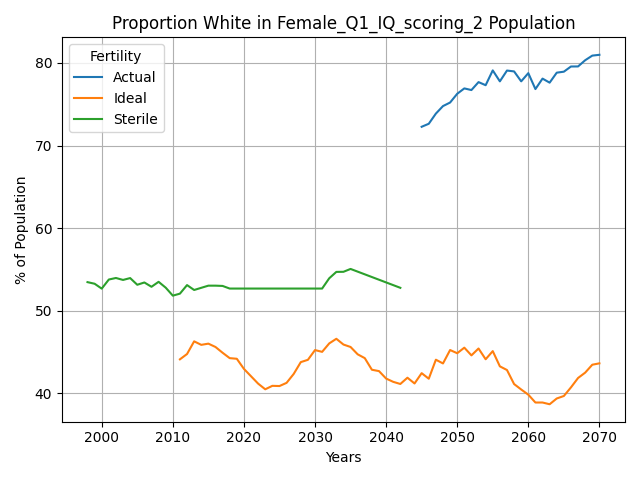 Proportion White in Female_Q1_IQ_scoring_2 Population
Fertility
Actual
Ideal
Sterile
% of Population
80
70
60
50
40
2000 2010 2020 2030 2040 2050 2060 2070
Years